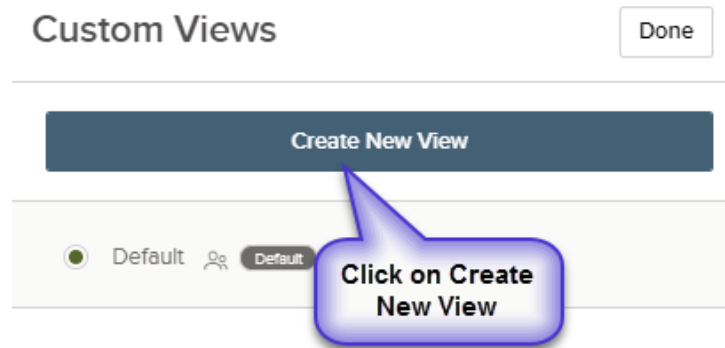 Custom Views
Done
Create New View
Default
Default
Click on Create
New View